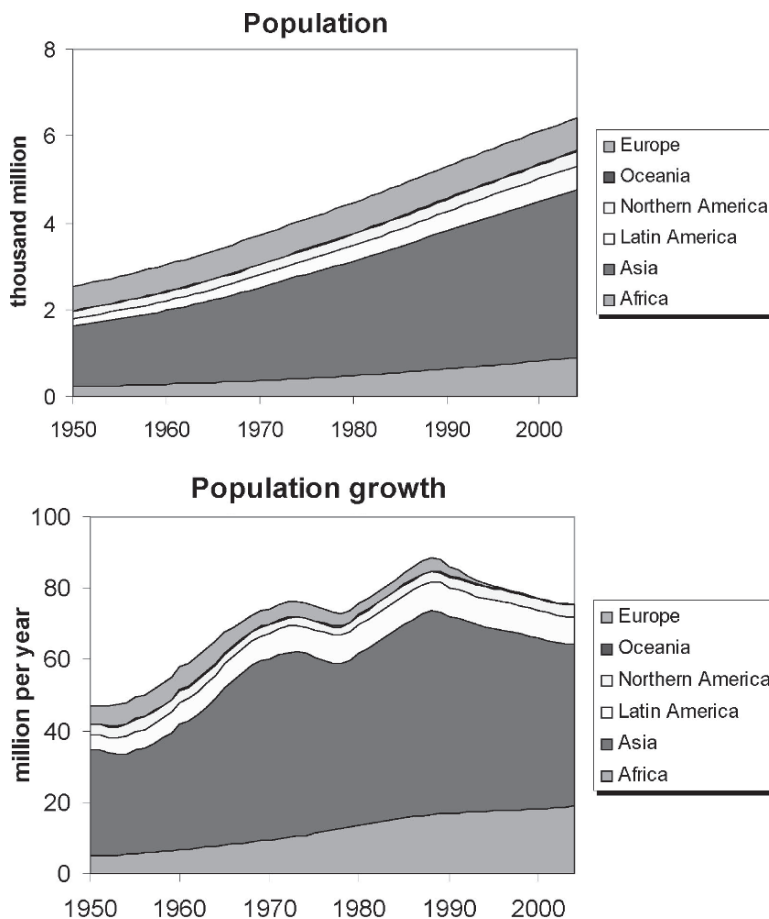 Population
8
6
4
2
0
thousand million
1950 1960 1970 1980 1990 2000
Europe
Oceania
Northern America
Latin America
Asia
Africa
Population growth
100
80
60
40
20
0
million per year
1950 1960 1970 1980 1990 2000
Europe
Oceania
Northern America
Latin America
Asia
Africa